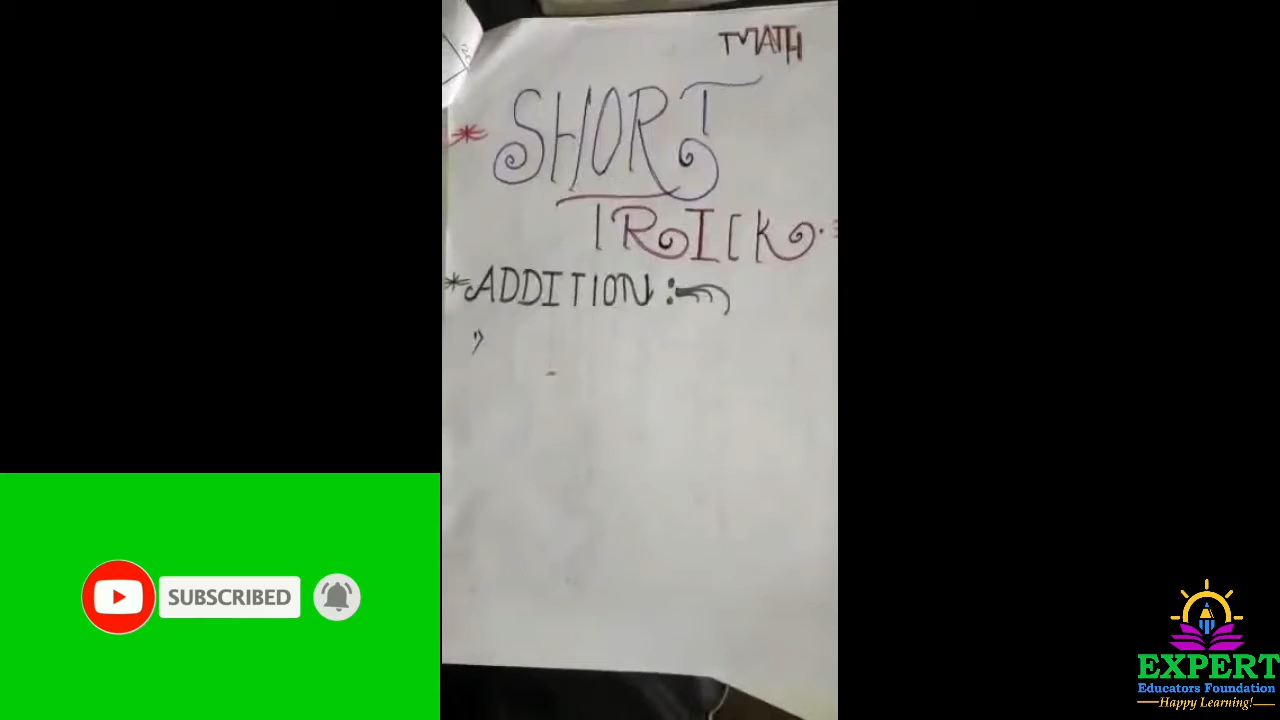 MATH
* SHORT
TRICK.
* ADDITION :
SUBSCRIBED
EXPERT
Educators Foundation
Happy Learning!